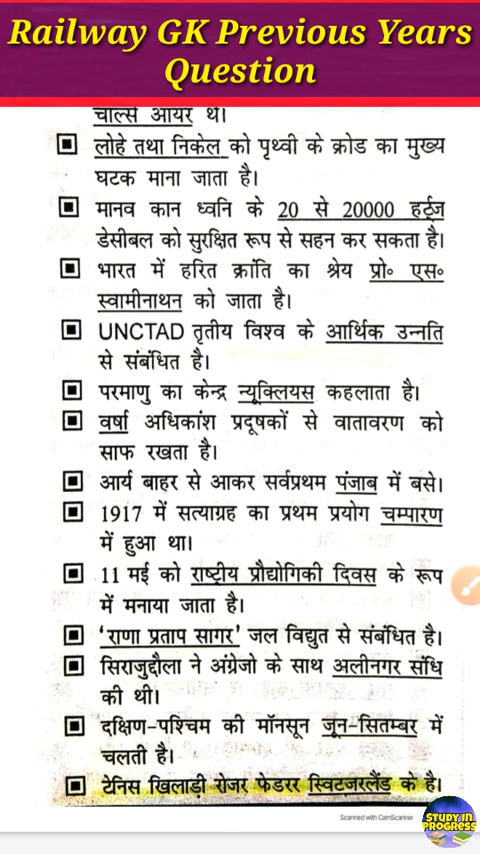 Railway GK Previous Years
Question
चार्ल्स आयर थे।
लोहे तथा निकेल को पृथ्वी के क्रोड का मुख्य
घटक माना जाता है।
मानव कान ध्वनि के 20 से 20000 हर्ट्ज
डेसीबल को सुरक्षित रूप से सहन कर सकता है।
भारत में हरित क्रांति का श्रेय प्रो० एस०
स्वामीनाथन को जाता है।
UNCTAD तृतीय विश्व के आर्थिक उन्नति
से संबंधित है।
परमाणु का केन्द्र न्यूक्लियस कहलाता है।
वर्षा अधिकांश प्रदूषकों से वातावरण को
साफ रखता है।
आर्य बाहर से आकर सर्वप्रथम पंजाब में बसे।
1917 में सत्याग्रह का प्रथम प्रयोग चम्पारण
में हुआ था।
11 मई को राष्ट्रीय प्रौद्योगिकी दिवस के रूप
में मनाया जाता है।
'राणा प्रताप सागर' जल विद्युत से संबंधित है।
सिराजुद्दौला ने अंग्रेजो के साथ अलीनगर संधि
की थी।
दक्षिण-पश्चिम की मॉनसून जून-सितम्बर में
चलती है।
टेनिस खिलाड़ी रोजर फेडरर स्विटज़रलैंड के है।
Scanned with CamScanner
STUDY IN
PROGRESS